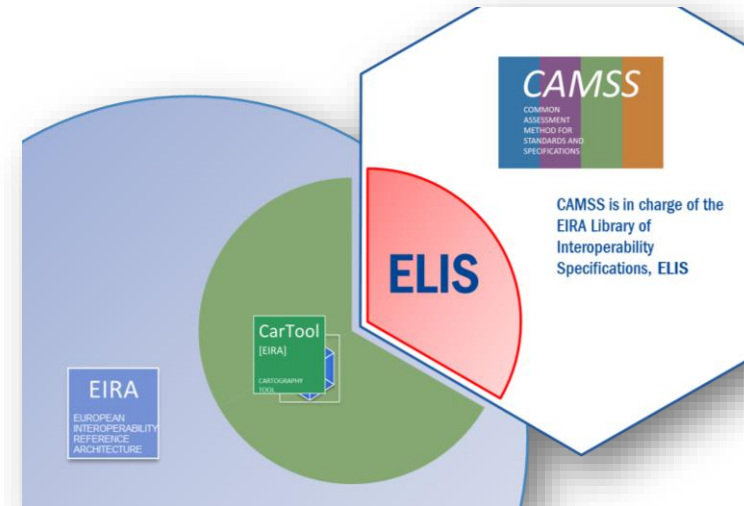 CAMSS
COMMON
ASSESSMENT
METHOD FOR
STANDARDS AND
SPECIFICATIONS
CAMSS is in charge of the
EIRA Library of
Interoperability
Specifications, ELIS
ELIS
CarTool
[EIRA]
CARTOGRAPHY
TOOL
EIRA
EUROPEAN
INTEROPERABILITY
REFERENCE
ARCHITECTURE